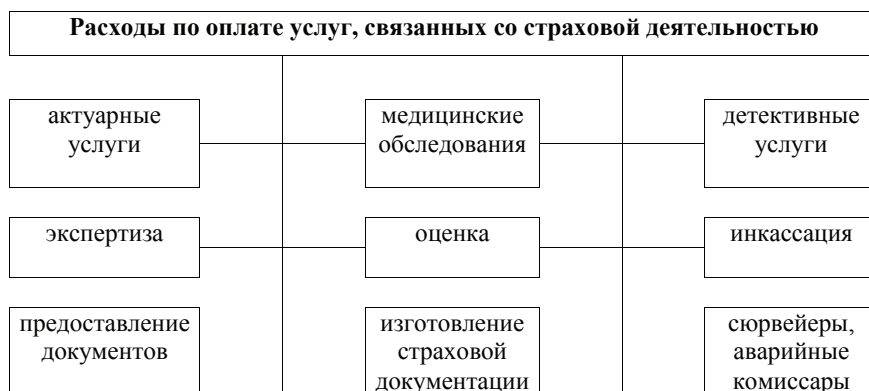 Расходы по оплате услуг, связанных со страховой деятельностью
актуарные
услуги
медицинские
обследования
детективные
услуги
экспертиза
оценка
инкассация
предоставление
документов
изготовление
страховой
документации
сюрвейеры,
аварийные
комиссары